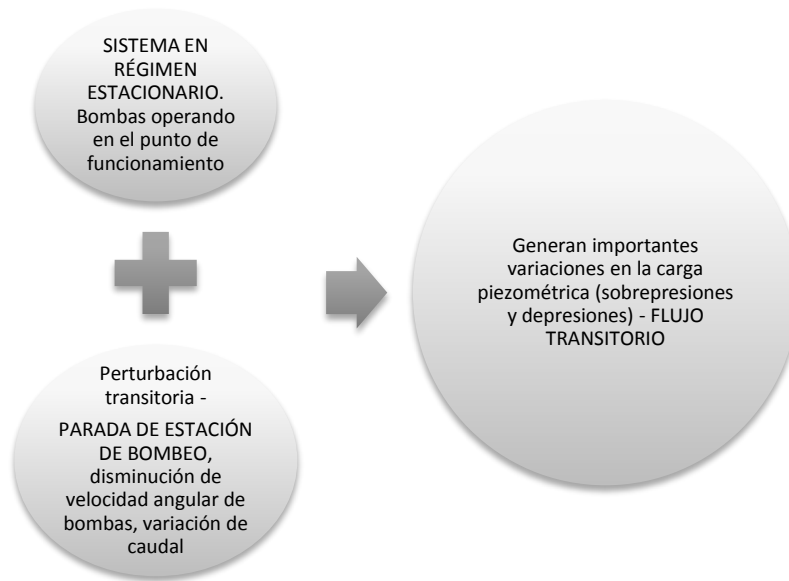 SISTEMA EN
RÉGIMEN
ESTACIONARIO.
Bombas operando
en el punto de
funcionamiento
Perturbación
transitoria -
PARADA DE ESTACIÓN
DE BOMBEO,
disminución de
velocidad angular de
bombas, variación de
caudal
Generan importantes
variaciones en la carga
piezométrica (sobrepresiones
y depresiones) - FLUJO
TRANSITORIO